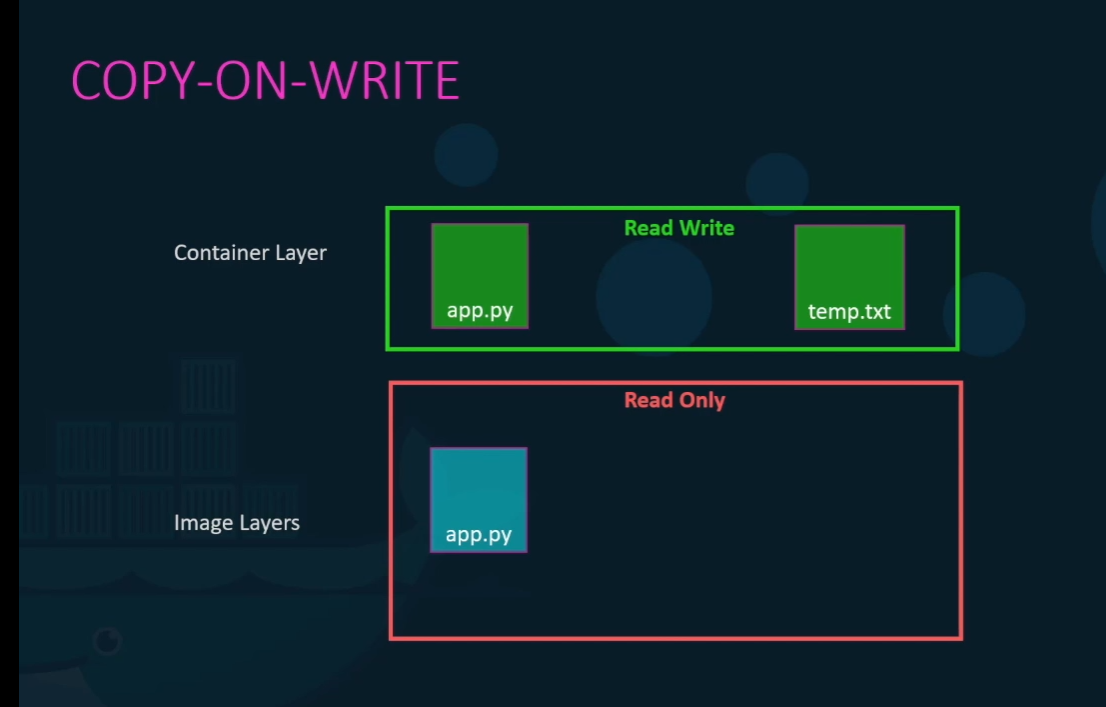 COPY-ON-WRITE
Container Layer
Read Write
app.py
temp.txt
Read Only
Image Layers
app.py